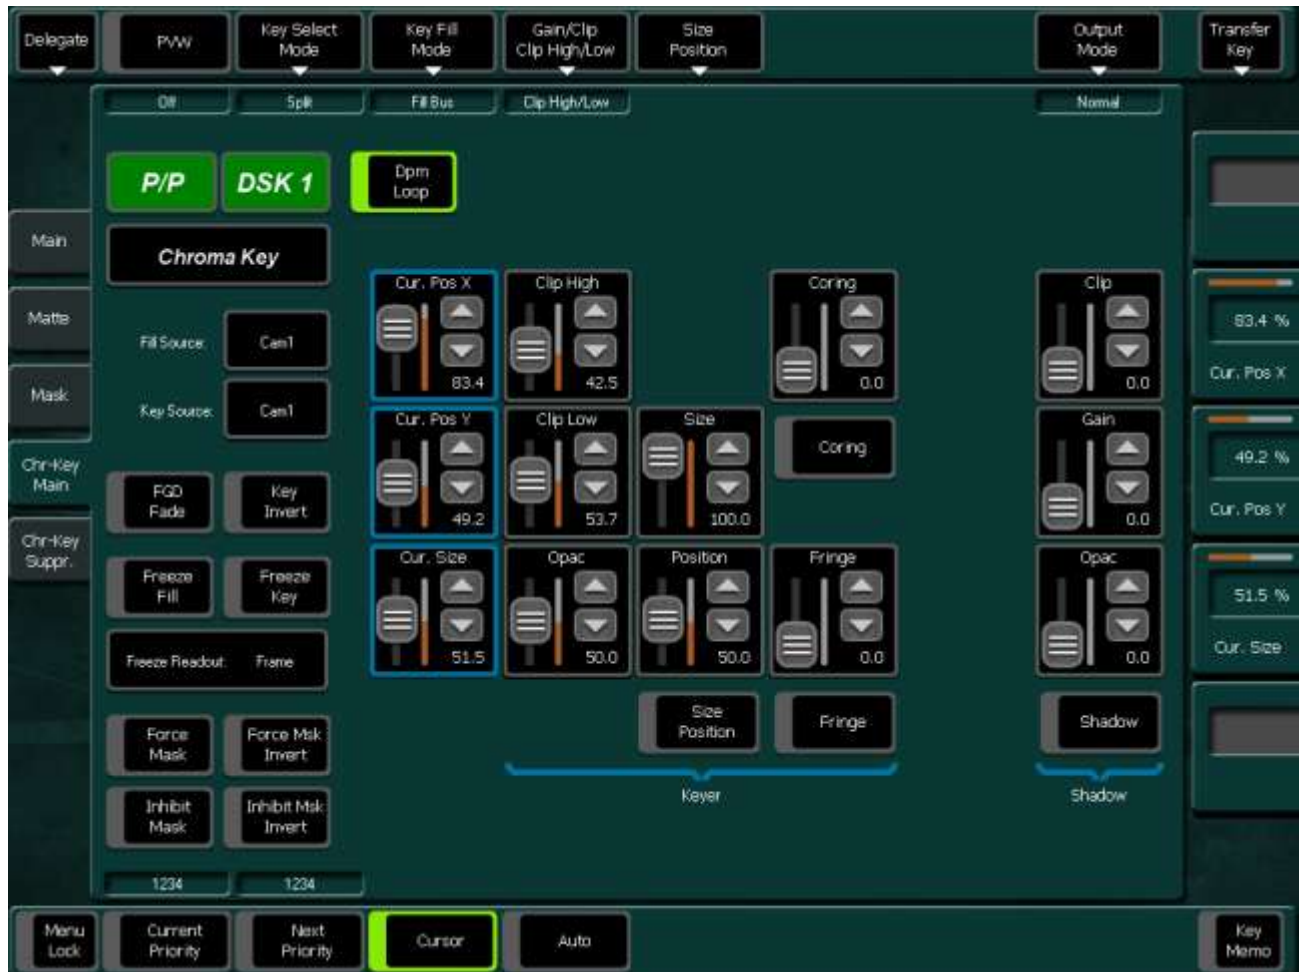 Delegate
PVW
Key Select
Mode
Key Fill
Mode
Gain/Clip
Clip High/Low
Size
Position
Output
Mode
Transfer
Key
Off
Split
Fill Bus
Clip High/Low
Normal
P/P
DSK 1
Dpm
Loop
Main
Matte
Mask
Chr-Key
Main
Chr-Key
Suppr.
Chroma Key
Fill Source:
Cam1
Key Source:
Cam1
FGD
Fade
Key
Invert
Freeze
Fill
Freeze
Key
Freeze Readout:
Frame
Force
Mask
Force Msk
Invert
Inhibit
Mask
Inhibit Msk
Invert
1234
1234
Cur. Pos X
83.4
Clip High
42.5
Coring
0.0
Clip
0.0
Cur. Pos Y
49.2
Clip Low
53.7
Size
100.0
Coring
Gain
0.0
Cur. Size
51.5
Opac
50.0
Position
50.0
Fringe
0.0
Opac
0.0
Size
Position
Fringe
Shadow
Keyer
Shadow
83.4 %
Cur. Pos X
49.2 %
Cur. Pos Y
51.5 %
Cur. Size
Menu
Lock
Current
Priority
Next
Priority
Cursor
Auto
Key
Memo